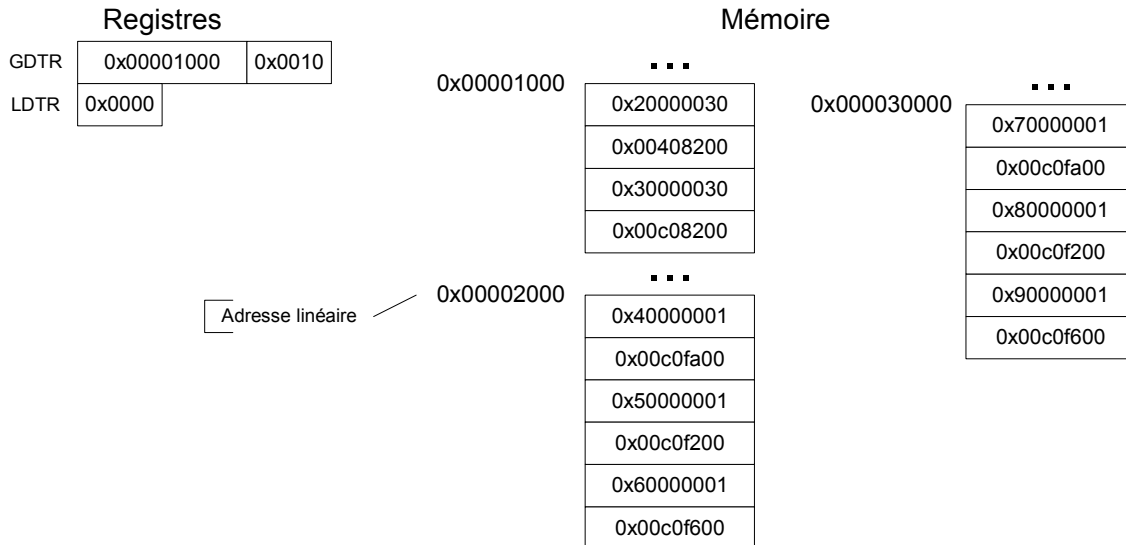 Registres
GDTR 0x00001000 0x0010
LDTR 0x0000
Mémoire
...
0x00001000
0x20000030
0x00408200
0x30000030
0x00c08200
...
0x00002000
Adresse linéaire
0x40000001
0x00c0fa00
0x50000001
0x00c0f200
0x60000001
0x00c0f600
...
0x000030000
0x70000001
0x00c0fa00
0x80000001
0x00c0f200
0x90000001
0x00c0f600